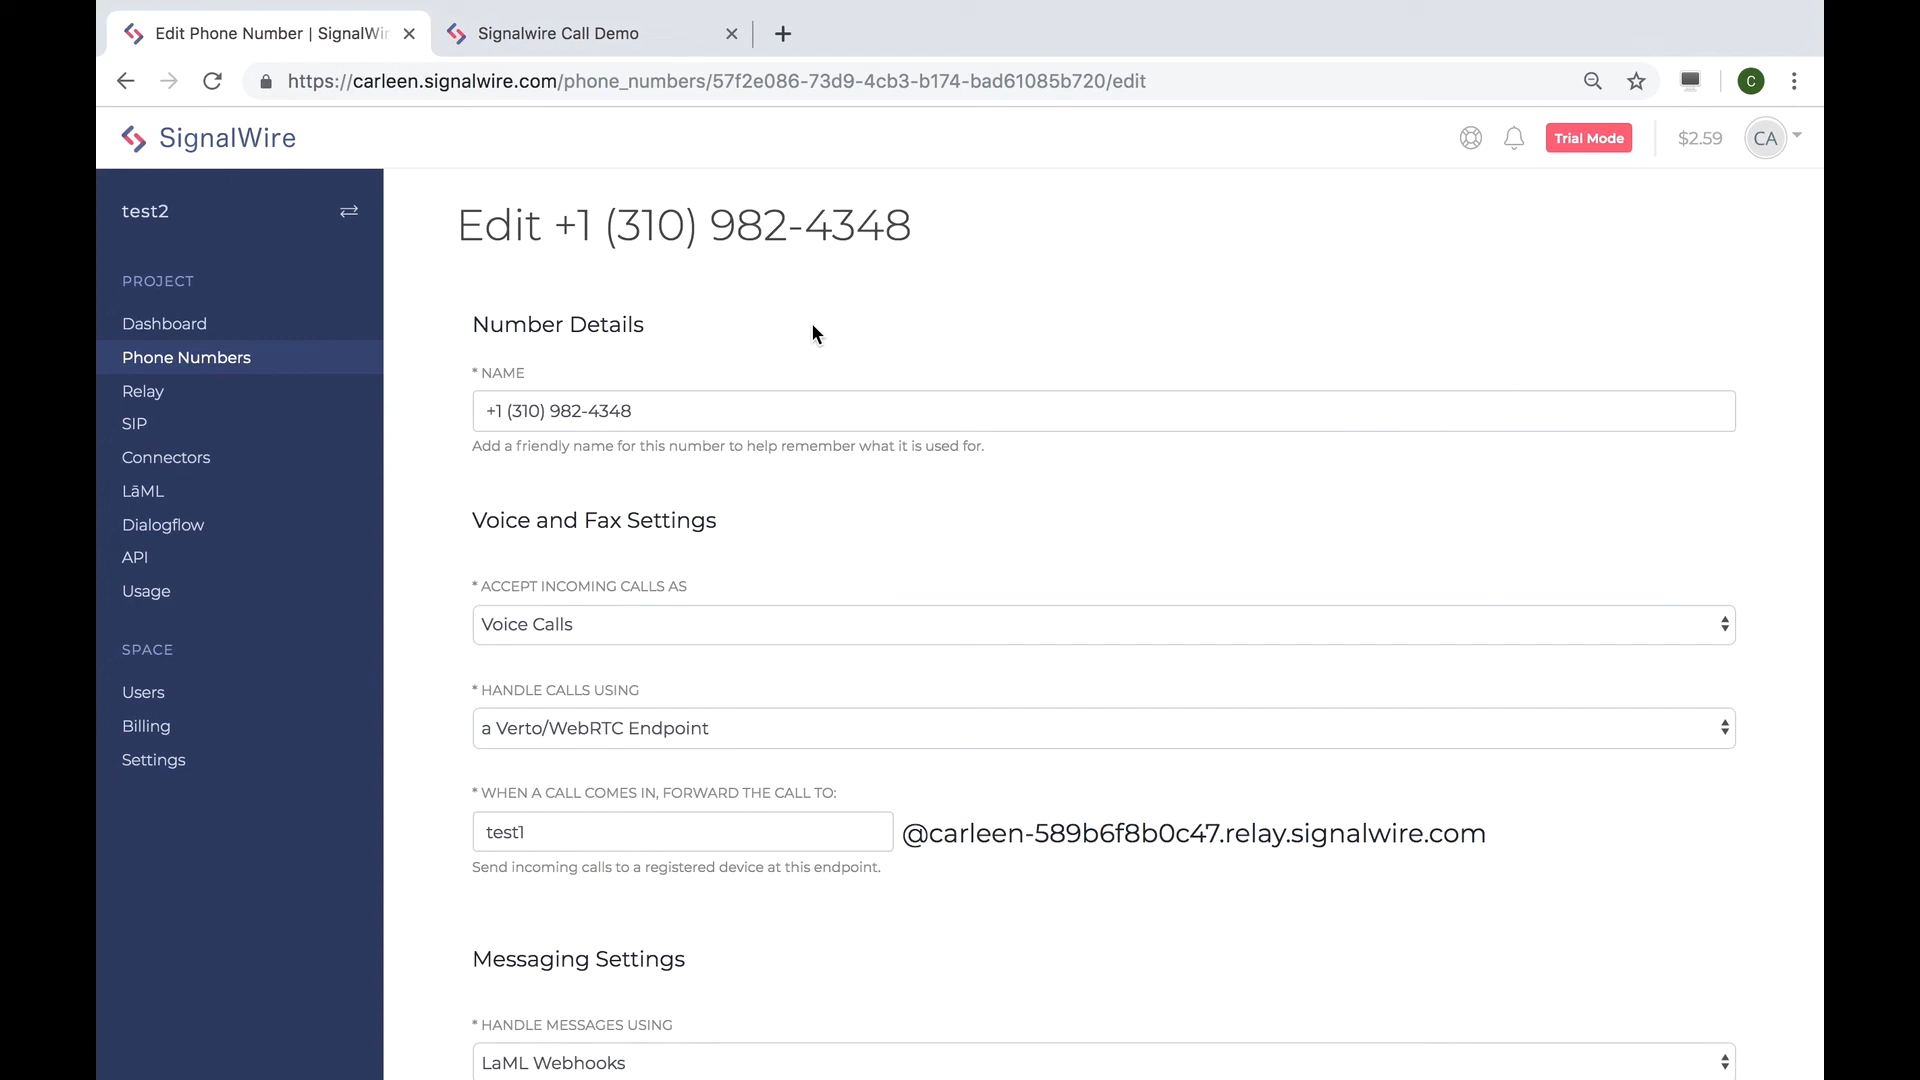 Edit Phone Number | SignalWir
Signalwire Call Demo
https://carleen.signalwire.com/phone_numbers/57f2e086-73d9-4cb3-b174-bad61085b720/edit
C
SignalWire
Trial Mode
$2.59
CA
test2
PROJECT
Dashboard
Phone Numbers
Relay
SIP
Connectors
LāML
Dialogflow
API
Usage
SPACE
Users
Billing
Settings
Edit +1 (310) 982-4348
Number Details
* NAME
+1 (310) 982-4348
Add a friendly name for this number to help remember what it is used for.
Voice and Fax Settings
* ACCEPT INCOMING CALLS AS
Voice Calls
* HANDLE CALLS USING
a Verto/WebRTC Endpoint
* WHEN A CALL COMES IN, FORWARD THE CALL TO:
test1 @carleen-589b6f8b0c47.relay.signalwire.com
Send incoming calls to a registered device at this endpoint.
Messaging Settings
* HANDLE MESSAGES USING
LaML Webhooks